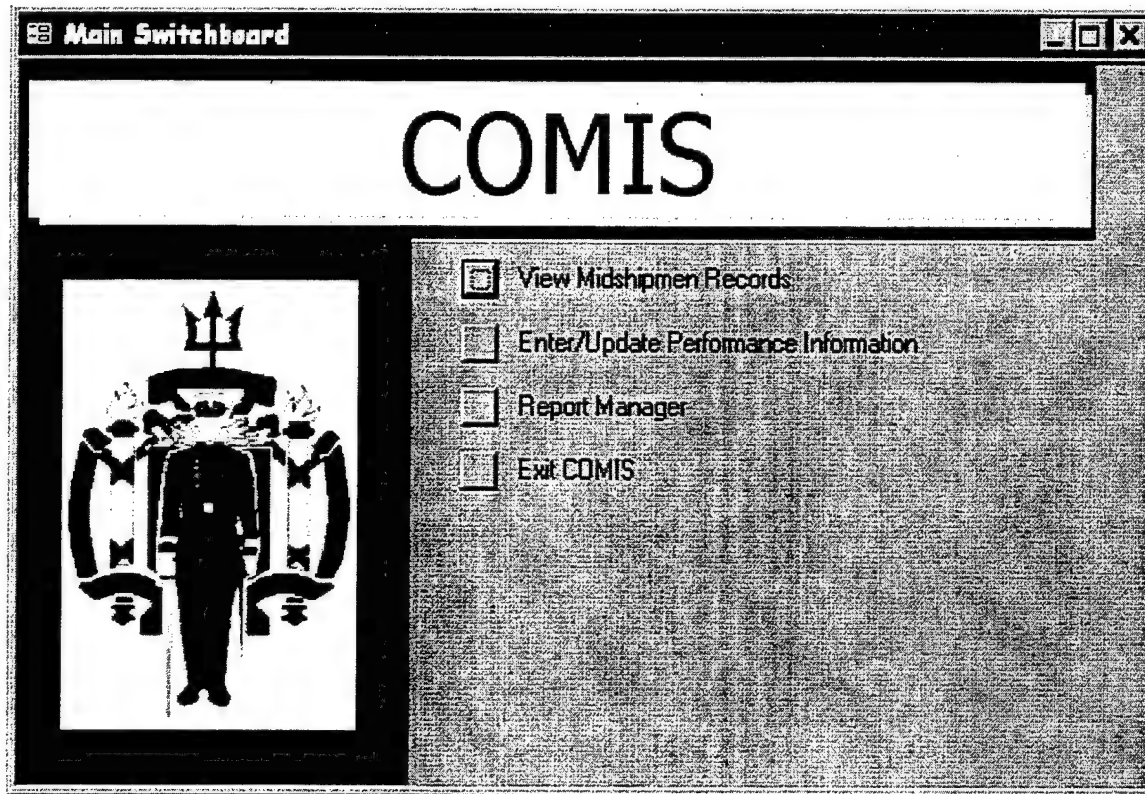 Main Switchboard
COMIS
View Midshipmen Records
Enter/Update Performance Information
Report Manager
Exit COMIS